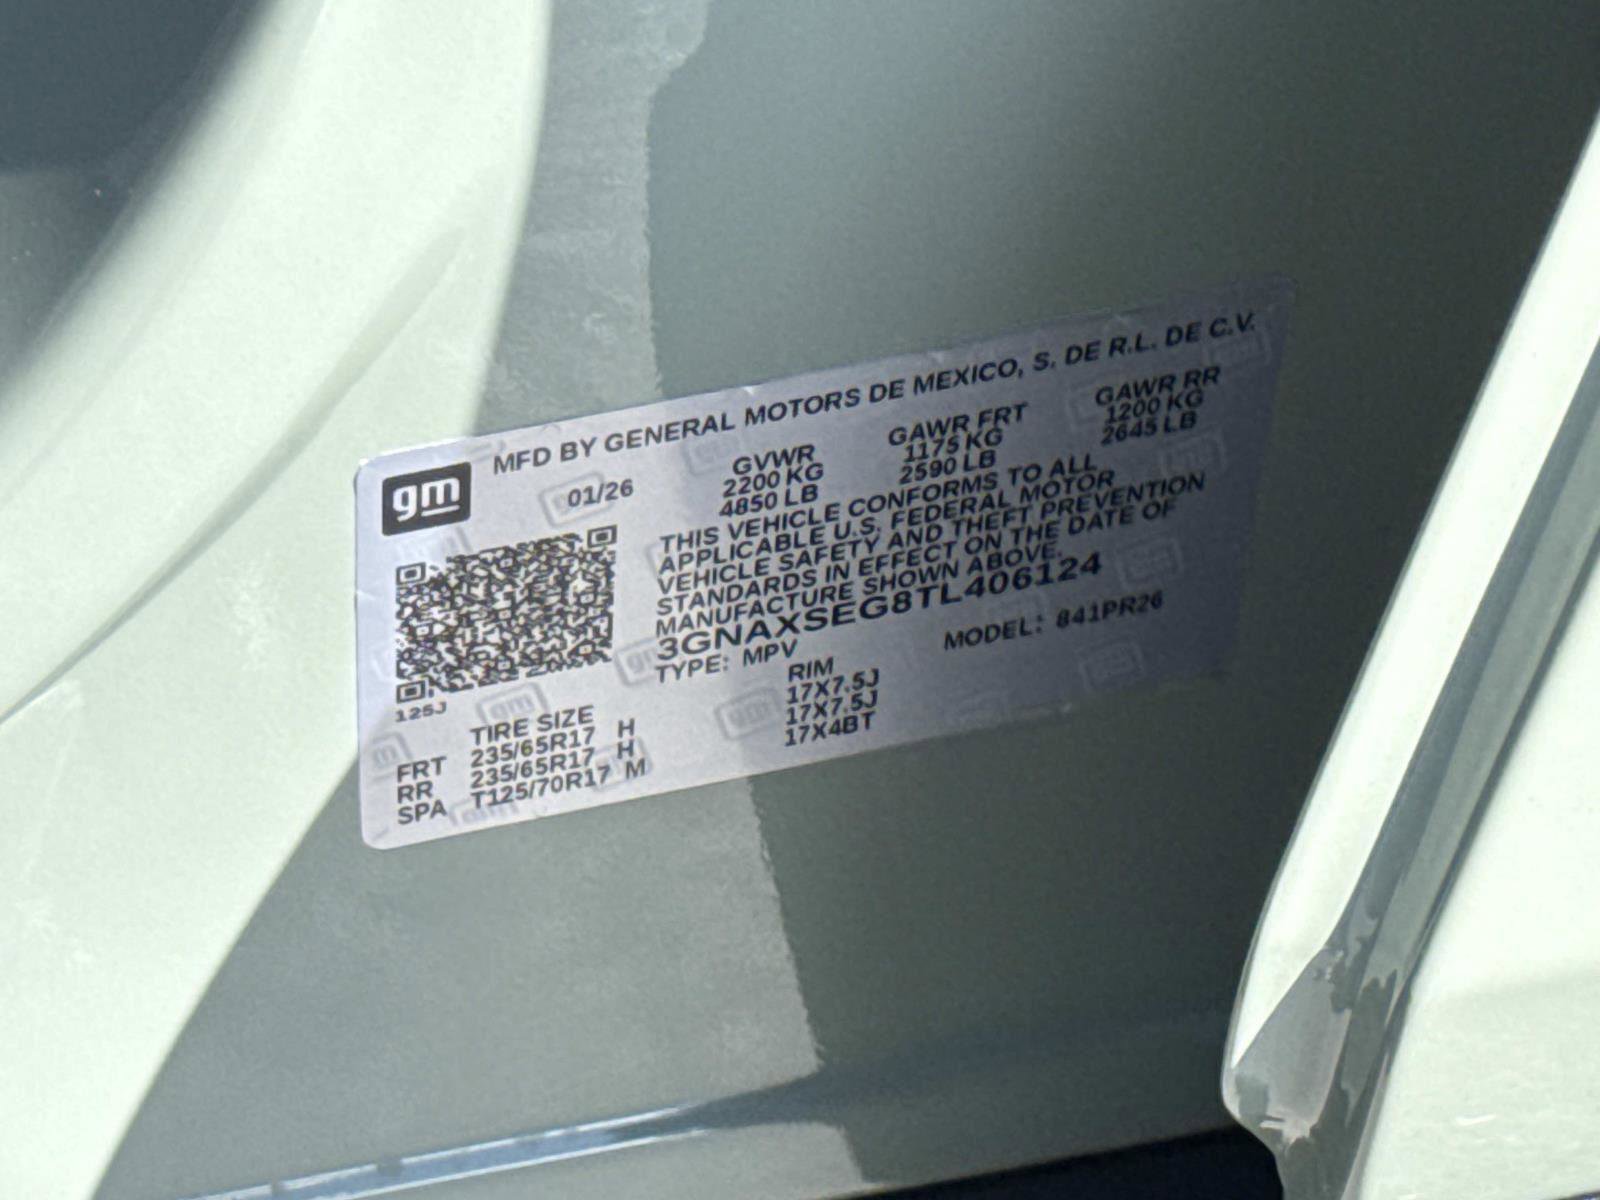 MFD BY GENERAL MOTORS DE MEXICO, S. DE R.L. DE C.V.
gm
01/26
GVWR GAWR FRT GAWR RR
2200 KG 1175 KG 1200 KG
4850 LB 2590 LB 2645 LB
THIS VEHICLE CONFORMS TO ALL
APPLICABLE U.S. FEDERAL MOTOR
VEHICLE SAFETY AND THEFT PREVENTION
STANDARDS IN EFFECT ON THE DATE OF
MANUFACTURE SHOWN ABOVE.
3GNAXSEG8TL406124
TYPE: MPV MODEL: 841PR26
125J
TIRE SIZE RIM
FRT 235/65R17 H 17X7.5J
RR 235/65R17 H 17X7.5J
SPA T125/70R17 M 17X4BT